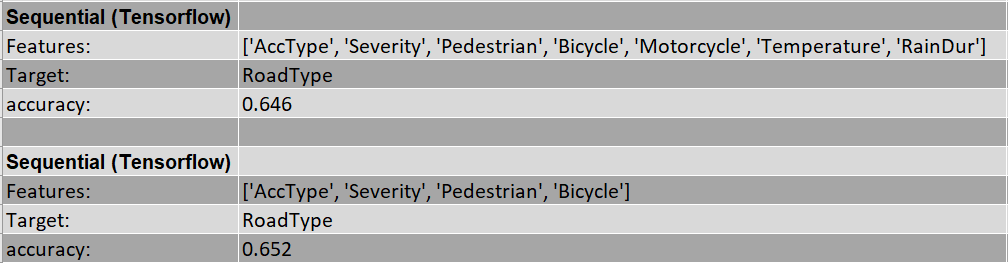 Sequential (Tensorflow)
Features: ['AccType', 'Severity', 'Pedestrian', 'Bicycle', 'Motorcycle', 'Temperature', 'RainDur']
Target: RoadType
accuracy: 0.646
Sequential (Tensorflow)
Features: ['AccType', 'Severity', 'Pedestrian', 'Bicycle']
Target: RoadType
accuracy: 0.652